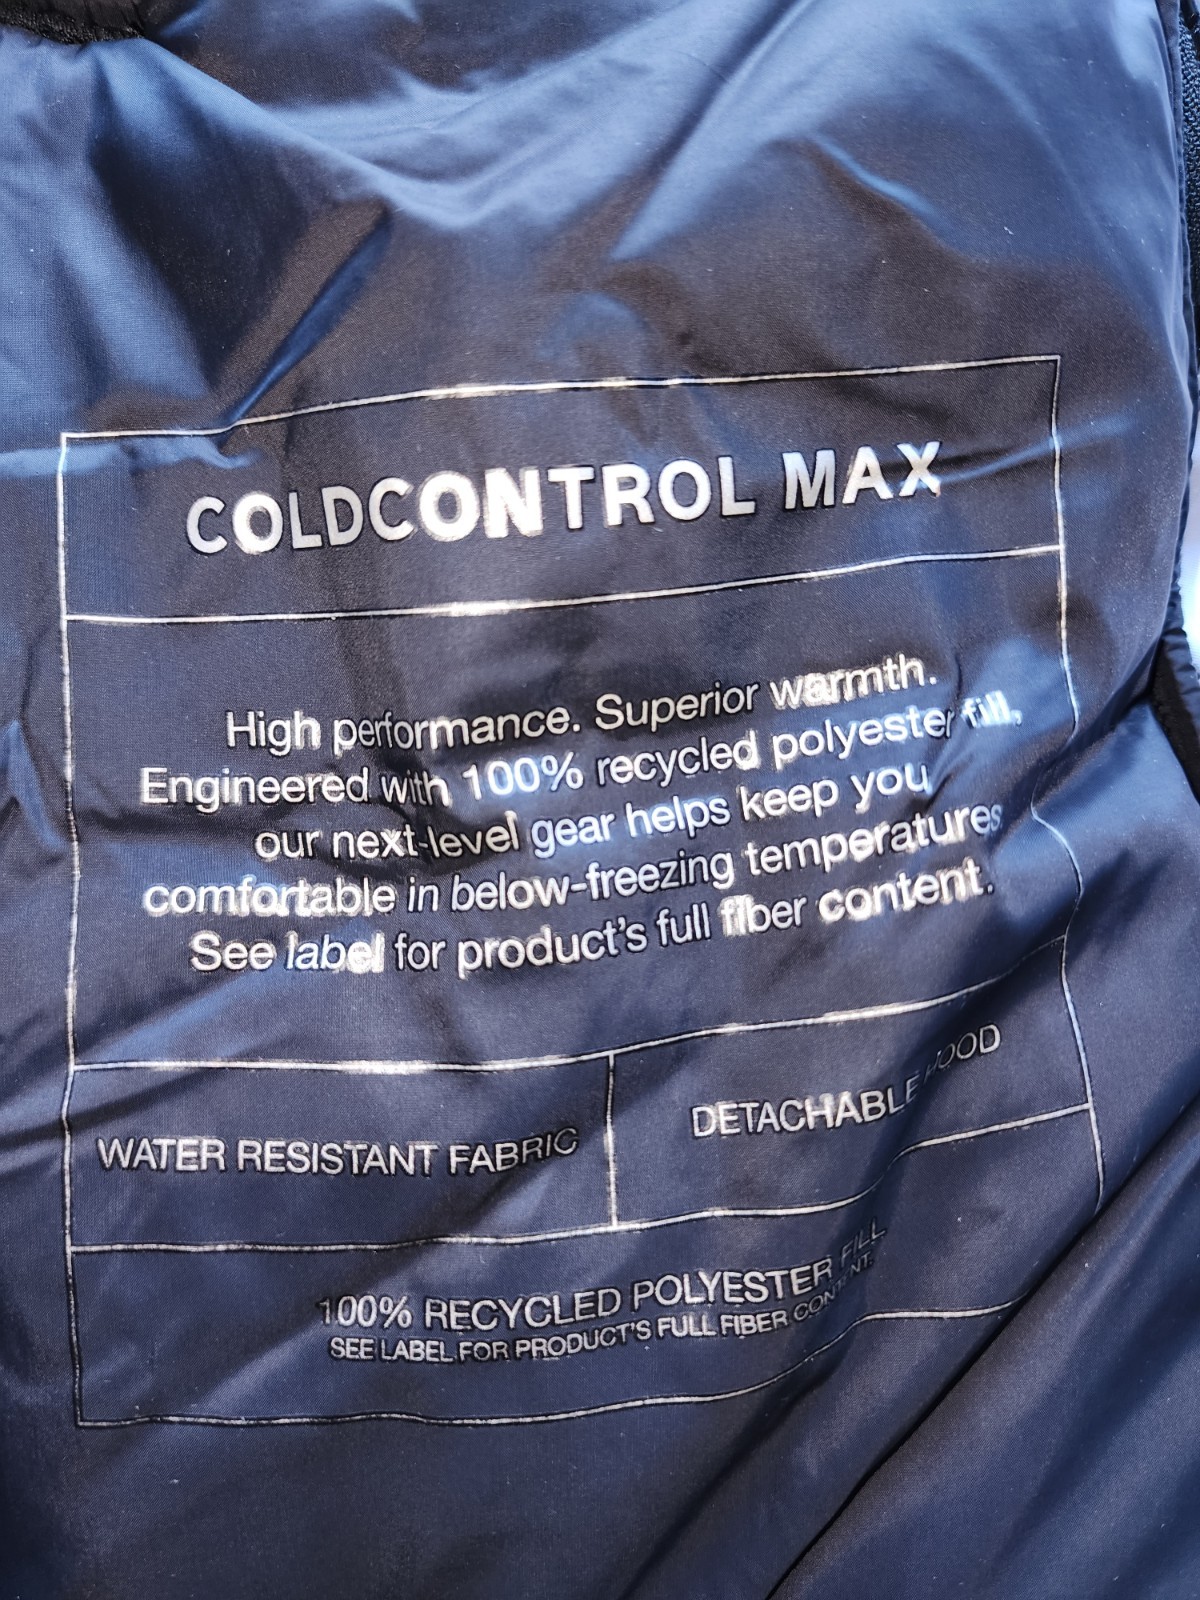 COLDCONTROL MAX
High performance. Superior warmth.
Engineered with 100% recycled polyester fill,
our next-level gear helps keep you
comfortable in below-freezing temperatures
See label for product's full fiber content.
WATER RESISTANT FABRIC
DETACHABLE HOOD
100% RECYCLED POLYESTER FILL
SEE LABEL FOR PRODUCT'S FULL FIBER CONTENT.